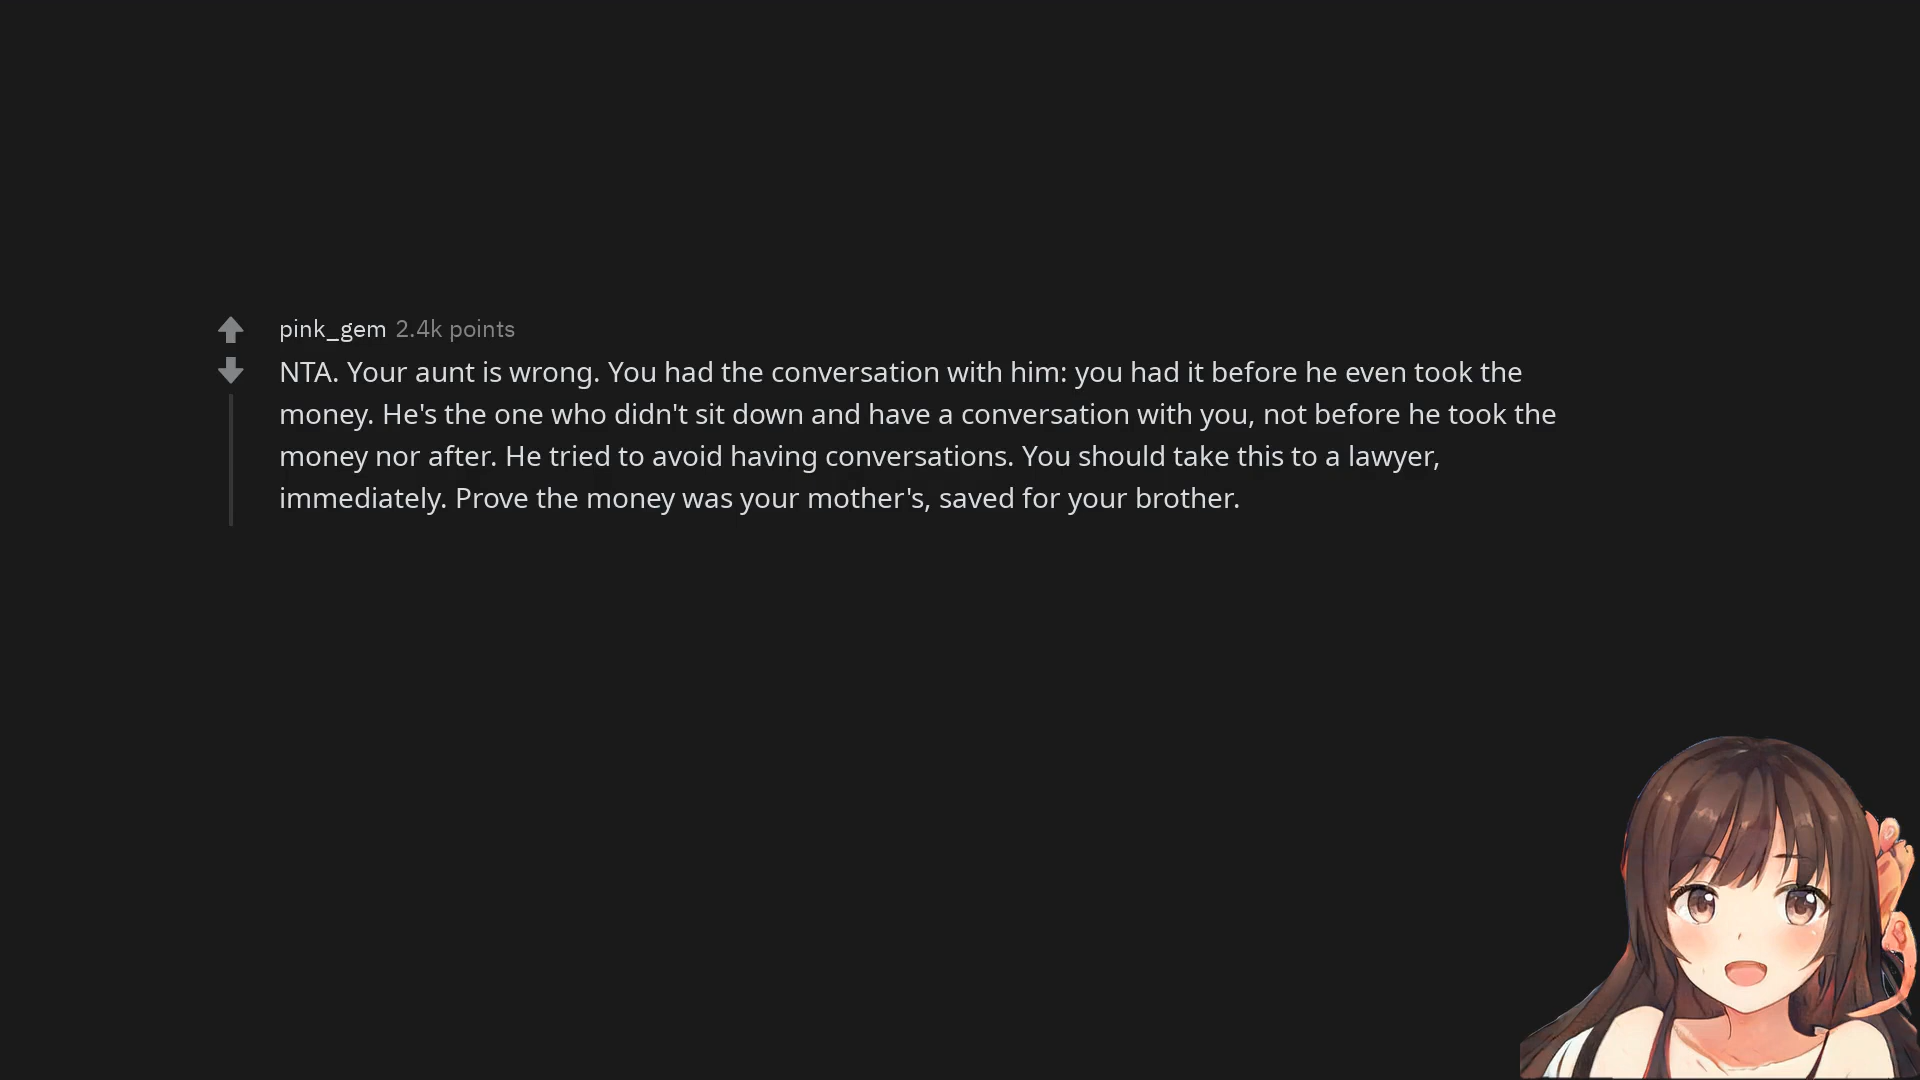 pink_gem 2.4k points
NTA. Your aunt is wrong. You had the conversation with him: you had it before he even took the
money. He's the one who didn't sit down and have a conversation with you, not before he took the
money nor after. He tried to avoid having conversations. You should take this to a lawyer,
immediately. Prove the money was your mother's, saved for your brother.